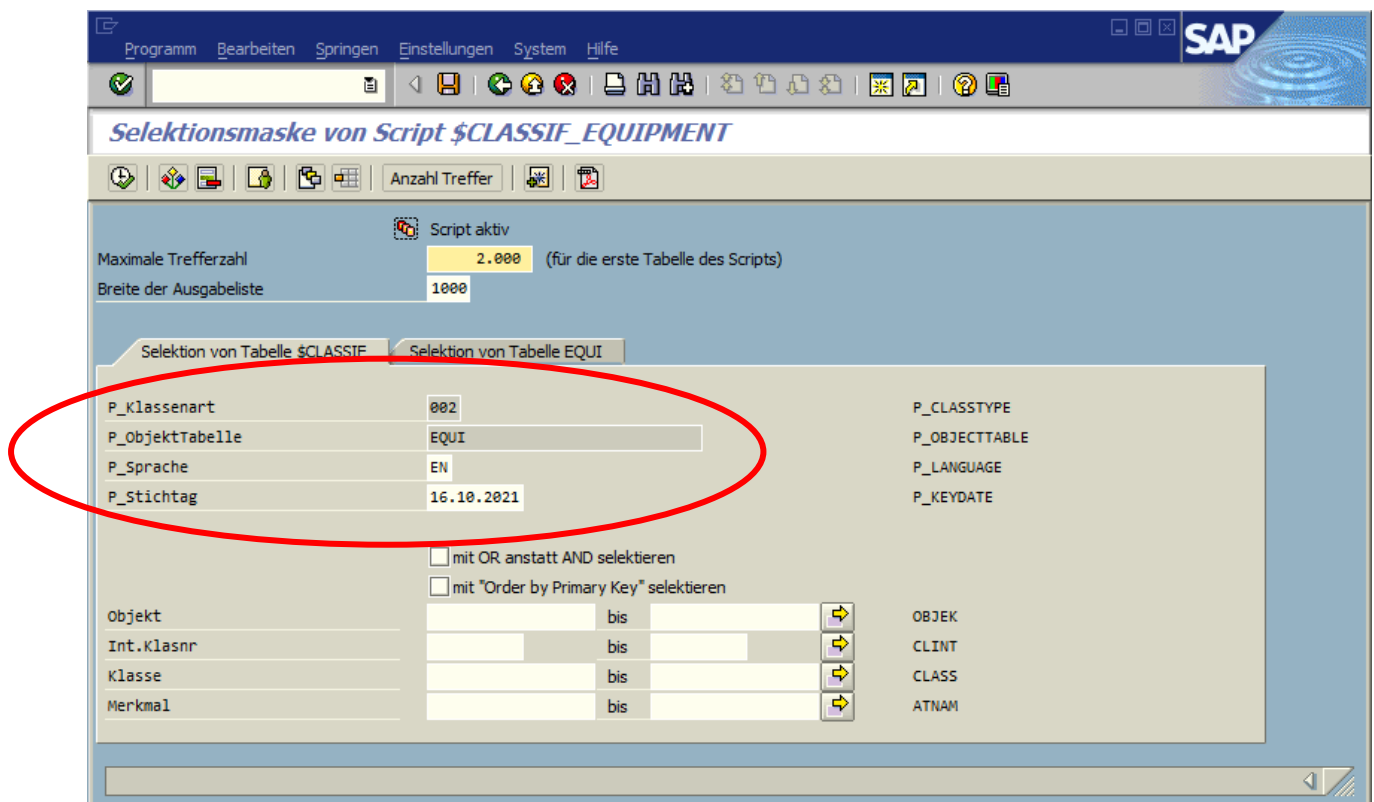 Programm Bearbeiten Springen Einstellungen System Hilfe
SAP
Selektionsmaske von Script $CLASSIF_EQUIPMENT
Anzahl Treffer
Script aktiv
Maximale Trefferzahl 2.000 (für die erste Tabelle des Scripts)
Breite der Ausgabeliste 1000
Selektion von Tabelle $CLASSIF Selektion von Tabelle EQUI
P_Klassenart 002 P_CLASSTYPE
P_ObjektTabelle EQUI P_OBJECTTABLE
P_Sprache EN P_LANGUAGE
P_Stichtag 16.10.2021 P_KEYDATE
mit OR anstatt AND selektieren
mit "Order by Primary Key" selektieren
Objekt bis OBJEK
Int.Klasnr bis CLINT
Klasse bis CLASS
Merkmal bis ATNAM